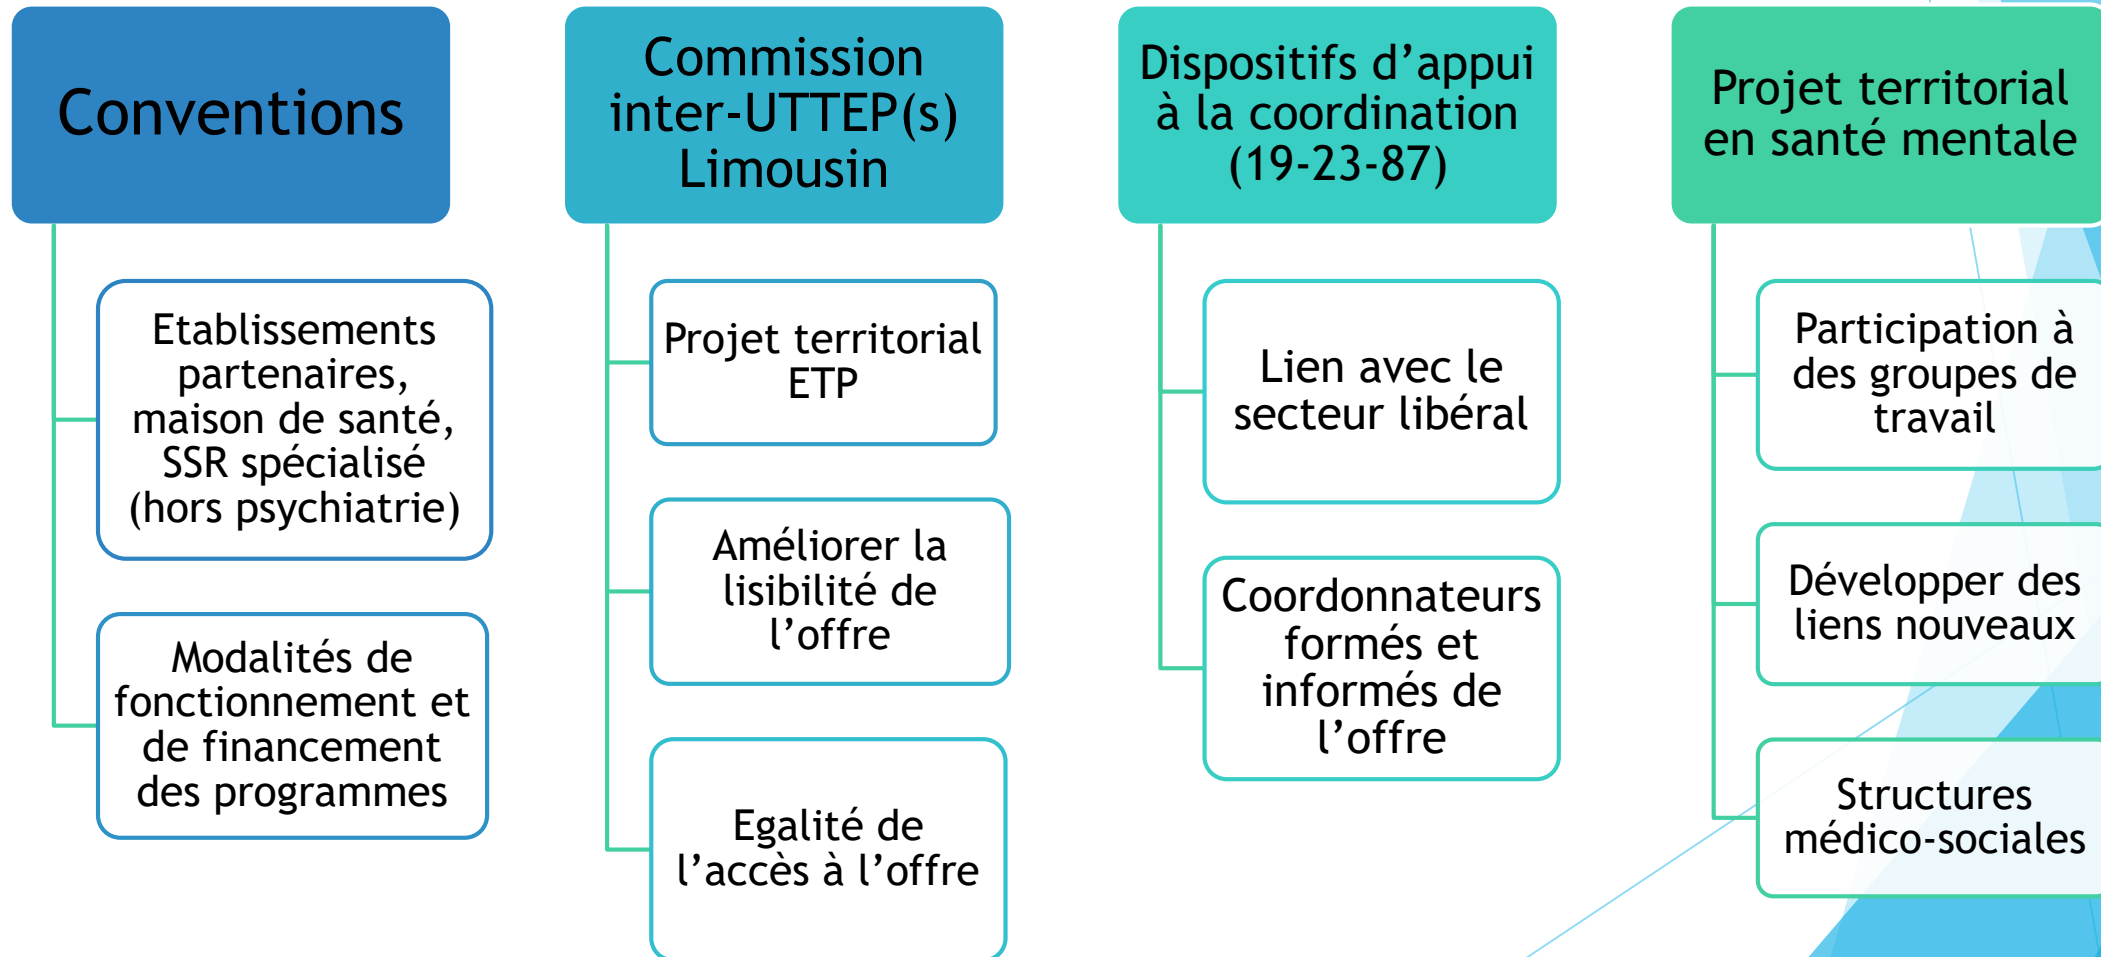 Conventions
Etablissements
partenaires,
maison de santé,
SSR spécialisé
(hors psychiatrie)
Modalités de
fonctionnement et
de financement
des programmes
Commission
inter-UTTEP(s)
Limousin
Projet territorial
ETP
Améliorer la
lisibilité de
l’offre
Egalité de
l’accès à l’offre
Dispositifs d’appui
à la coordination
(19-23-87)
Lien avec le
secteur libéral
Coordonnateurs
formés et
informés de
l’offre
Projet territorial
en santé mentale
Participation à
des groupes de
travail
Développer des
liens nouveaux
Structures
médico-sociales